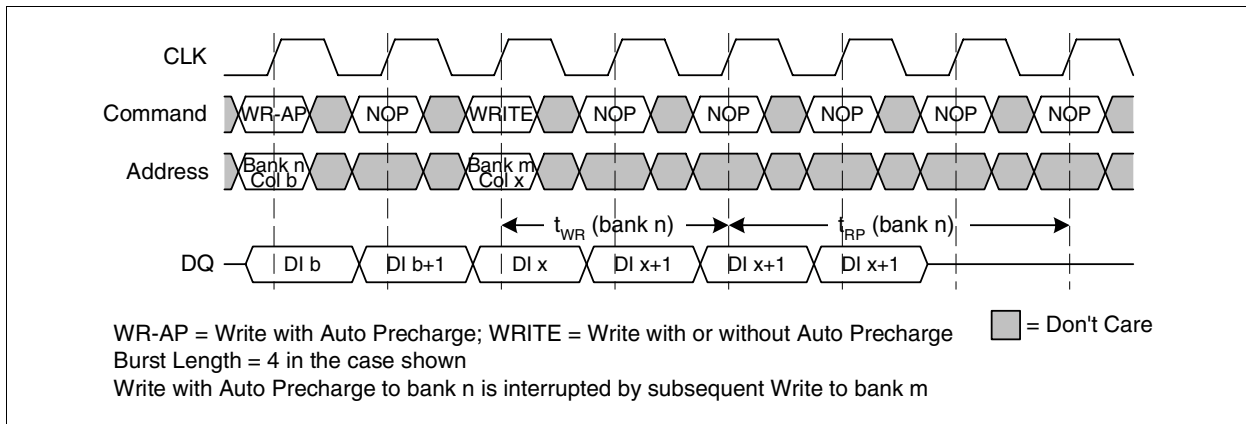 CLK
Command WR-AP NOP WRITE NOP NOP NOP NOP NOP
Address Bank n Col b Bank m Col x
tWR (bank n) tRP (bank n)
DQ DI b DI b+1 DI x DI x+1 DI x+1 DI x+1
WR-AP = Write with Auto Precharge; WRITE = Write with or without Auto Precharge
= Don't Care
Burst Length = 4 in the case shown
Write with Auto Precharge to bank n is interrupted by subsequent Write to bank m